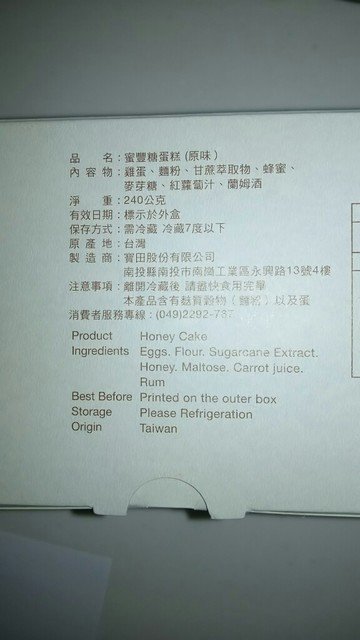 品　　名：蜜豐糖蛋糕 (原味)
內 容 物：雞蛋、麵粉、甘蔗萃取物、蜂蜜、
麥芽糖、紅蘿蔔汁、蘭姆酒
淨　　重：240公克
有效日期：標示於外盒
保存方式：需冷藏 冷藏7度以下
原 產 地：台灣
製 造 商：寶田股份有限公司
南投縣南投市南崗工業區永興路13號4樓
注意事項：離開冷藏後 請盡快食用完畢
本產品含有麩質穀物（麵粉）以及蛋
消費者服務專線：(049)2292-737
Product Honey Cake
Ingredients Eggs. Flour. Sugarcane Extract.
Honey. Maltose. Carrot juice.
Rum
Best Before Printed on the outer box
Storage Please Refrigeration
Origin Taiwan